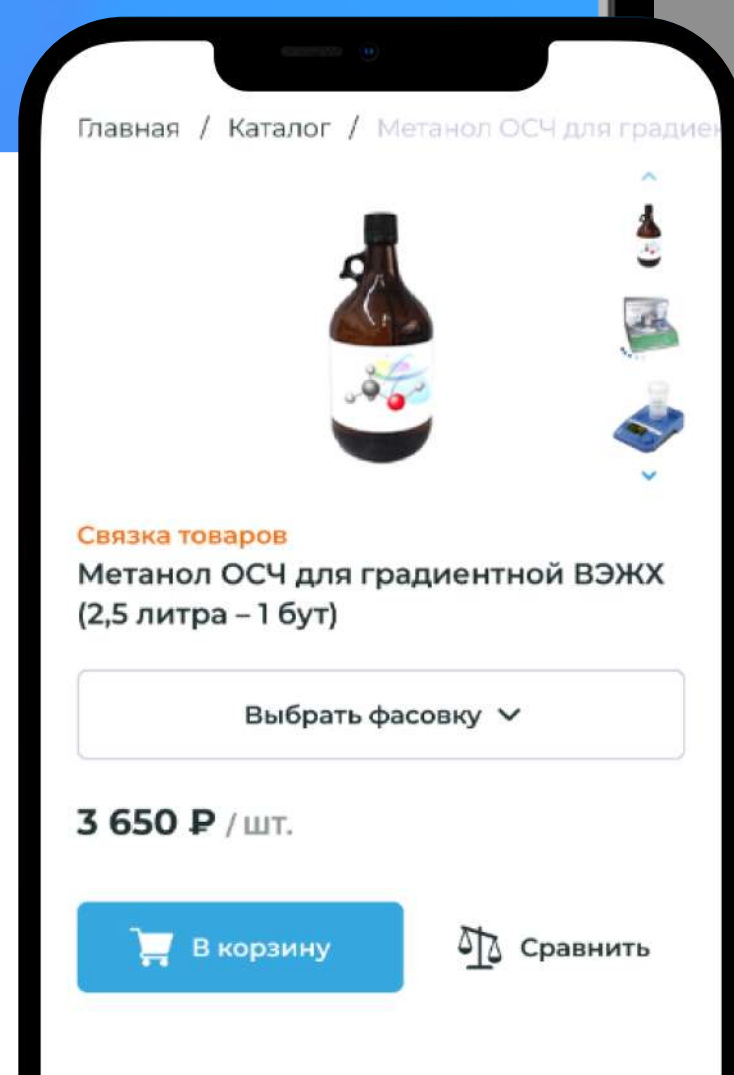 Главная / Каталог / Метанол ОСЧ для градиен
Связка товаров
Метанол ОСЧ для градиентной ВЭЖХ
(2,5 литра – 1 бут)
Выбрать фасовку
3 650 ₽ / шт.
В корзину
Сравнить